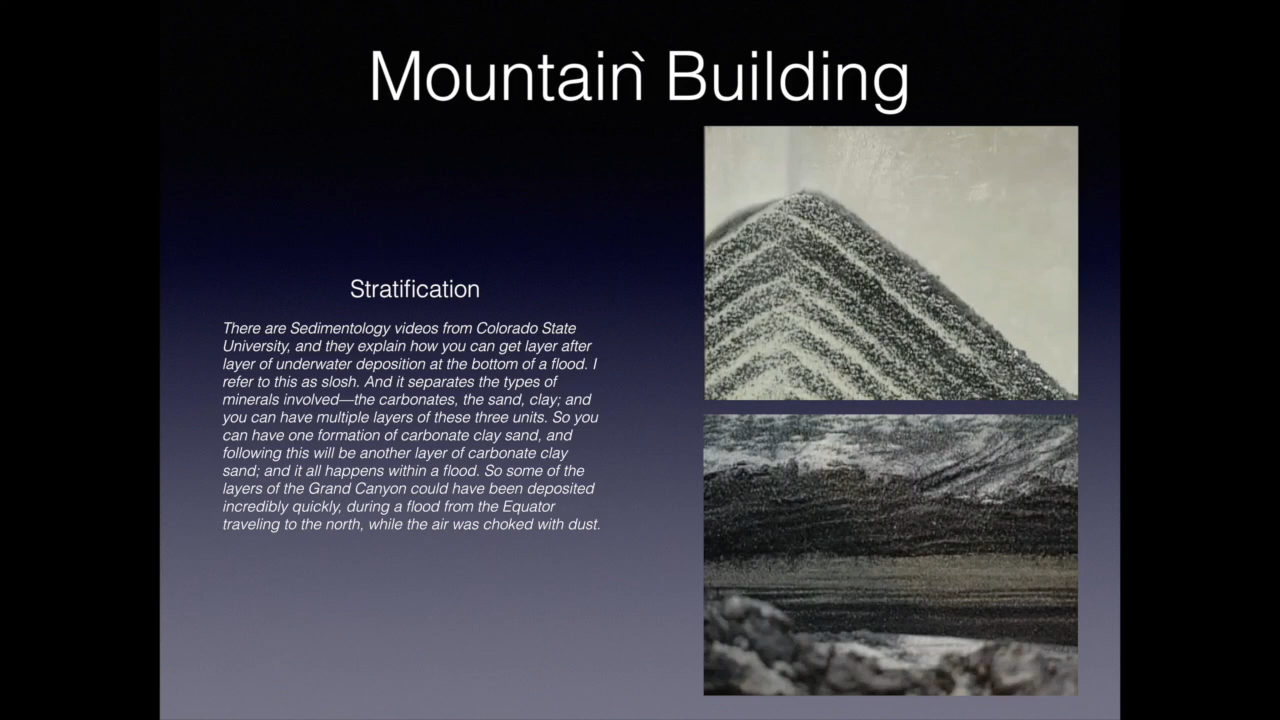 Mountaiǹ Building
Stratification
There are Sedimentology videos from Colorado State
University, and they explain how you can get layer after
layer of underwater deposition at the bottom of a flood. I
refer to this as slosh. And it separates the types of
minerals involved—the carbonates, the sand, clay; and
you can have multiple layers of these three units. So you
can have one formation of carbonate clay sand, and
following this will be another layer of carbonate clay
sand; and it all happens within a flood. So some of the
layers of the Grand Canyon could have been deposited
incredibly quickly, during a flood from the Equator
traveling to the north, while the air was choked with dust.